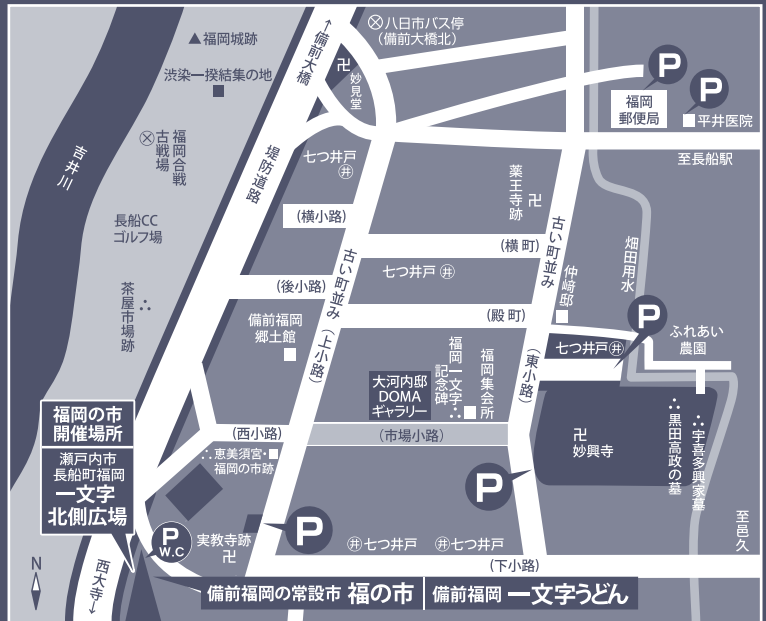 ↑備前大橋
八日市バス停
(備前大橋北)
▲福岡城跡
渋染一揆結集の地
卍 妙見堂
P
P
福岡
郵便局
平井医院
至長船駅
福岡合戦
古戦場
吉井川
堤防道路
七つ井戸
井
薬王寺跡
卍
長船CC
ゴルフ場
(横小路)
古い町並み
(横町)
古い町並み
畑田用水
七つ井戸 井
仲﨑邸
(後小路)
茶屋市場跡
(殿町)
P
備前福岡
郷土館
(上小路)
福岡一文字
記念碑
福岡集会所
(東小路)
七つ井戸 井
ふれあい
農園
大河内邸
DOMA
ギャラリー
福岡の市
開催場所
(西小路)
(市場小路)
卍
妙興寺
黒田高政の墓
宇喜多興家墓
瀬戸内市
長船町福岡
一文字
北側広場
恵美須宮・
福岡の市跡
P
至邑久
P
W.C
実教寺跡
卍
P
井 七つ井戸
井 七つ井戸
(下小路)
N
西大寺→
備前福岡の常設市 福の市
備前福岡 一文字うどん